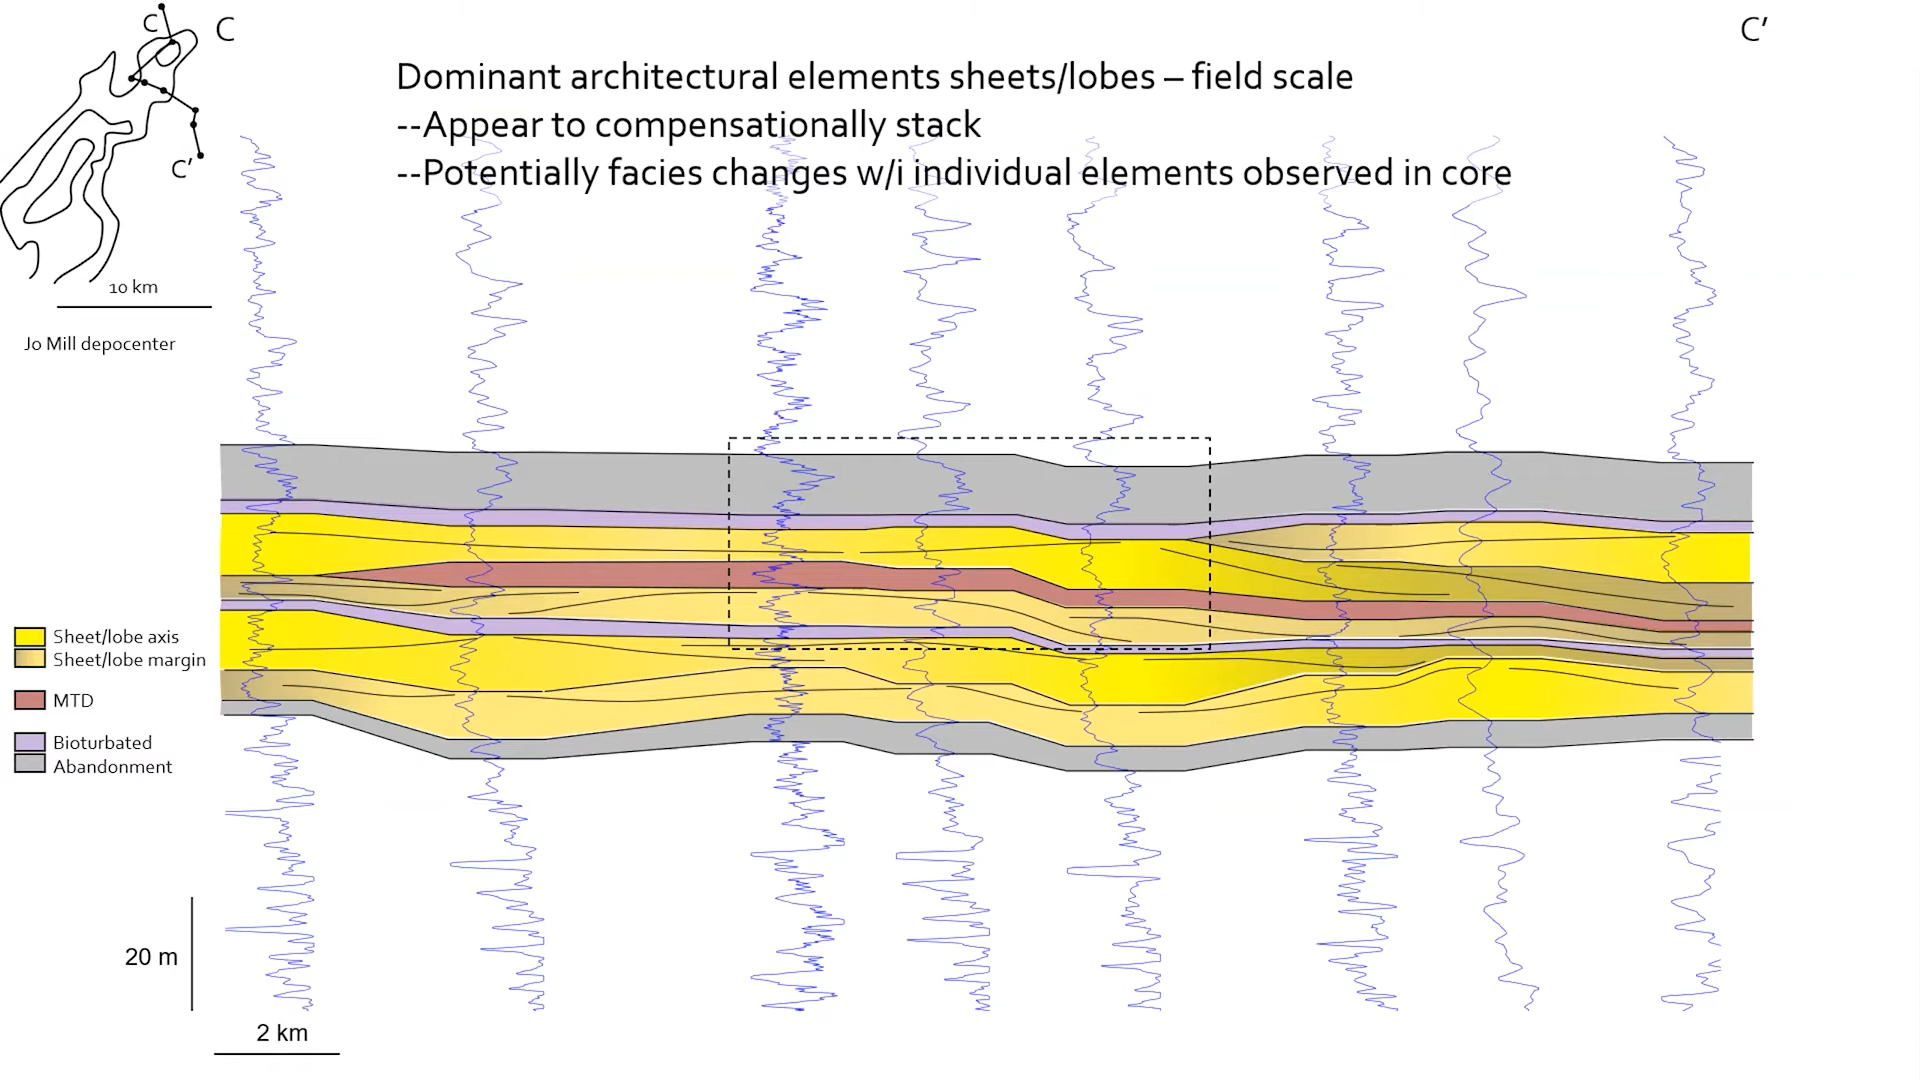 C
C
C'
Dominant architectural elements sheets/lobes – field scale
--Appear to compensationally stack
--Potentially facies changes w/i individual elements observed in core
C'
10 km
Jo Mill depocenter
Sheet/lobe axis
Sheet/lobe margin
MTD
Bioturbated
Abandonment
20 m
2 km